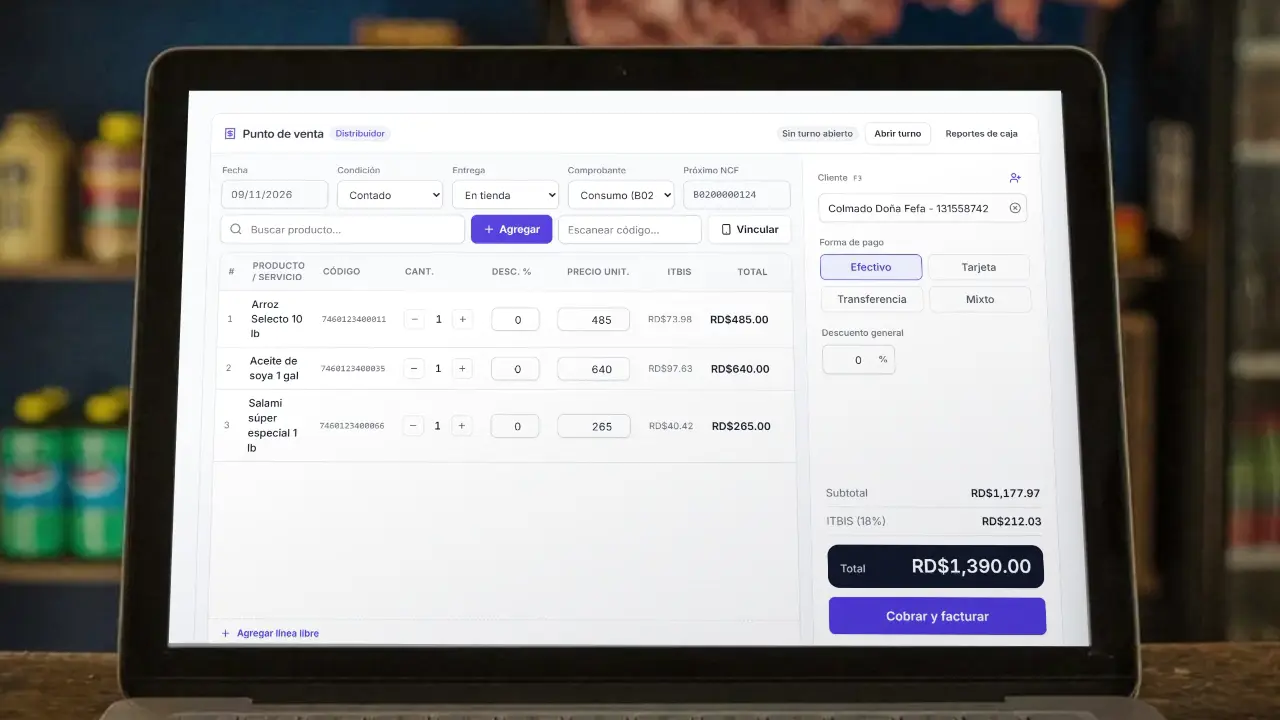 Punto de venta Distribuidor Sin turno abierto Abrir turno Reportes de caja
Fecha Condición Entrega Comprobante Próximo NCF
09/11/2026 Contado En tienda Consumo (B02 B0200000124
Buscar producto... + Agregar Escanear código... Vincular
# PRODUCTO / SERVICIO CÓDIGO CANT. DESC. % PRECIO UNIT. ITBIS TOTAL
1 Arroz Selecto 10 lb 7460123400011 − 1 + 0 485 RD$73.98 RD$485.00
2 Aceite de soya 1 gal 7460123400035 − 1 + 0 640 RD$97.63 RD$640.00
3 Salami súper especial 1 lb 7460123400066 − 1 + 0 265 RD$40.42 RD$265.00
+ Agregar línea libre
Cliente F3
Colmado Doña Fefa - 131558742
Forma de pago
Efectivo Tarjeta
Transferencia Mixto
Descuento general
0 %
Subtotal RD$1,177.97
ITBIS (18%) RD$212.03
Total RD$1,390.00
Cobrar y facturar